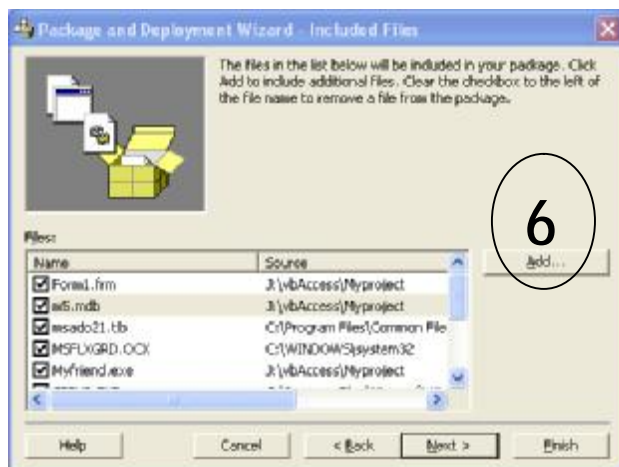 Package and Deployment Wizard - Included Files
The files in the list below will be included in your package. Click
Add to include additional files. Clear the checkbox to the left of
the file name to remove a file from the package.
6
Files:
Add...
Name Source
Form1.frm J:\vbAccess\Myproject
J:\vbAccess\Myproject
msado21.tlb C:\Program Files\Common File
MSFLXGRD.OCX C:\WINDOWS\system32
Myfriend.exe J:\vbAccess\Myproject
Help Cancel < Back Next > Finish